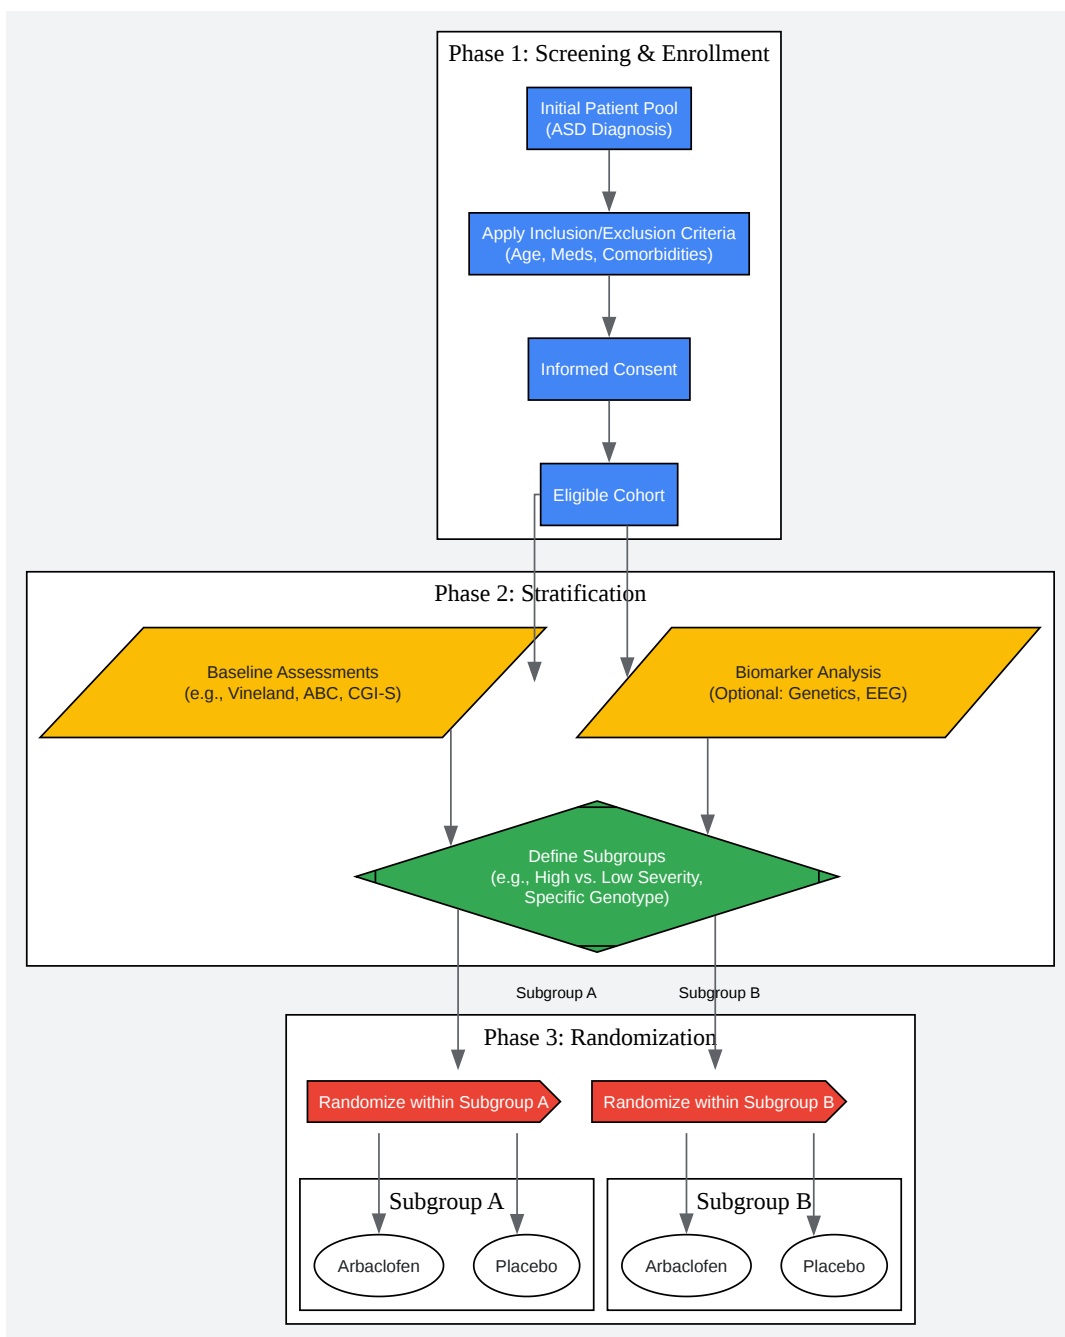 Phase 1: Screening & Enrollment
Initial Patient Pool
(ASD Diagnosis)
Apply Inclusion/Exclusion Criteria
(Age, Meds, Comorbidities)
Informed Consent
Eligible Cohort
Phase 2: Stratification
Baseline Assessments
(e.g., Vineland, ABC, CGI-S)
Biomarker Analysis
(Optional: Genetics, EEG)
Define Subgroups
(e.g., High vs. Low Severity,
Specific Genotype)
Subgroup A
Subgroup B
Phase 3: Randomization
Randomize within Subgroup A
Randomize within Subgroup B
Subgroup A
Arbaclofen
Placebo
Subgroup B
Arbaclofen
Placebo